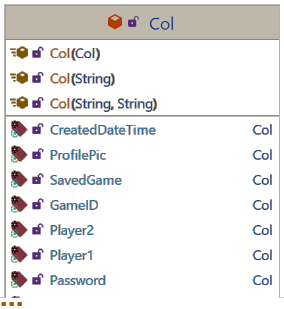 Col
Col(Col)
Col(String)
Col(String, String)
CreatedDateTime Col
ProfilePic Col
SavedGame Col
GameID Col
Player2 Col
Player1 Col
Password Col